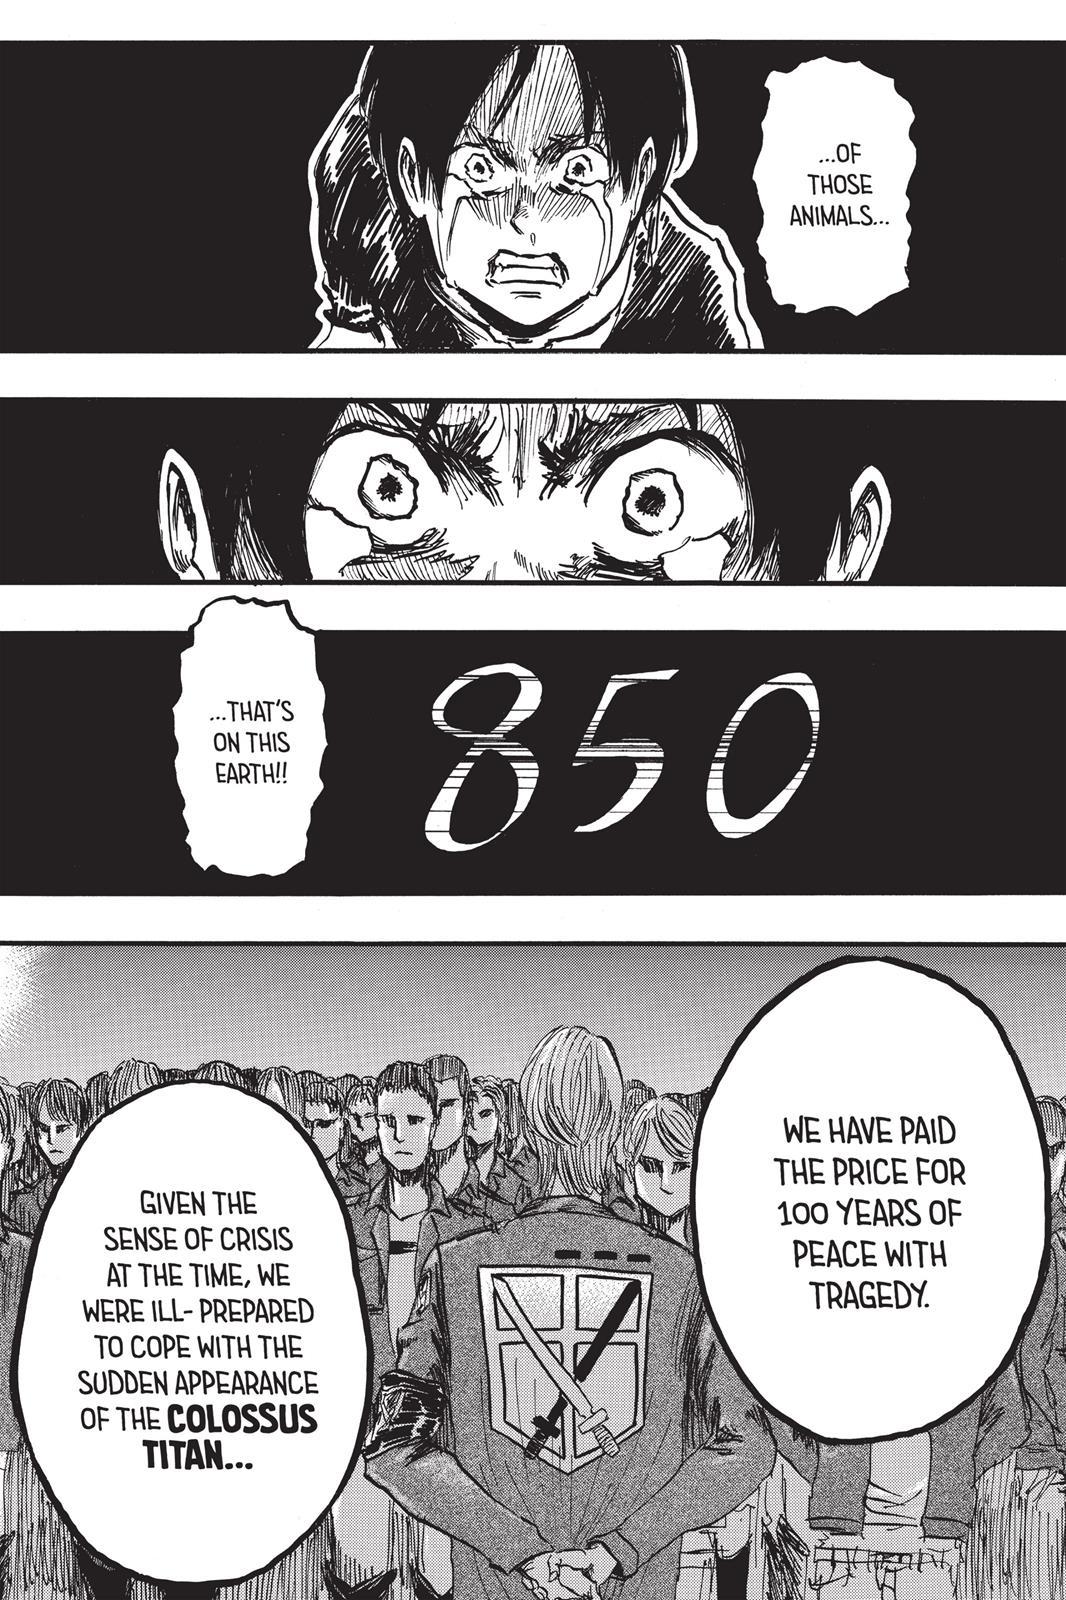 ...OF
THOSE
ANIMALS...
...THAT'S
ON THIS
EARTH!!
850
WE HAVE PAID
THE PRICE FOR
100 YEARS OF
PEACE WITH
TRAGEDY.
GIVEN THE
SENSE OF CRISIS
AT THE TIME, WE
WERE ILL- PREPARED
TO COPE WITH THE
SUDDEN APPEARANCE
OF THE COLOSSUS
TITAN...